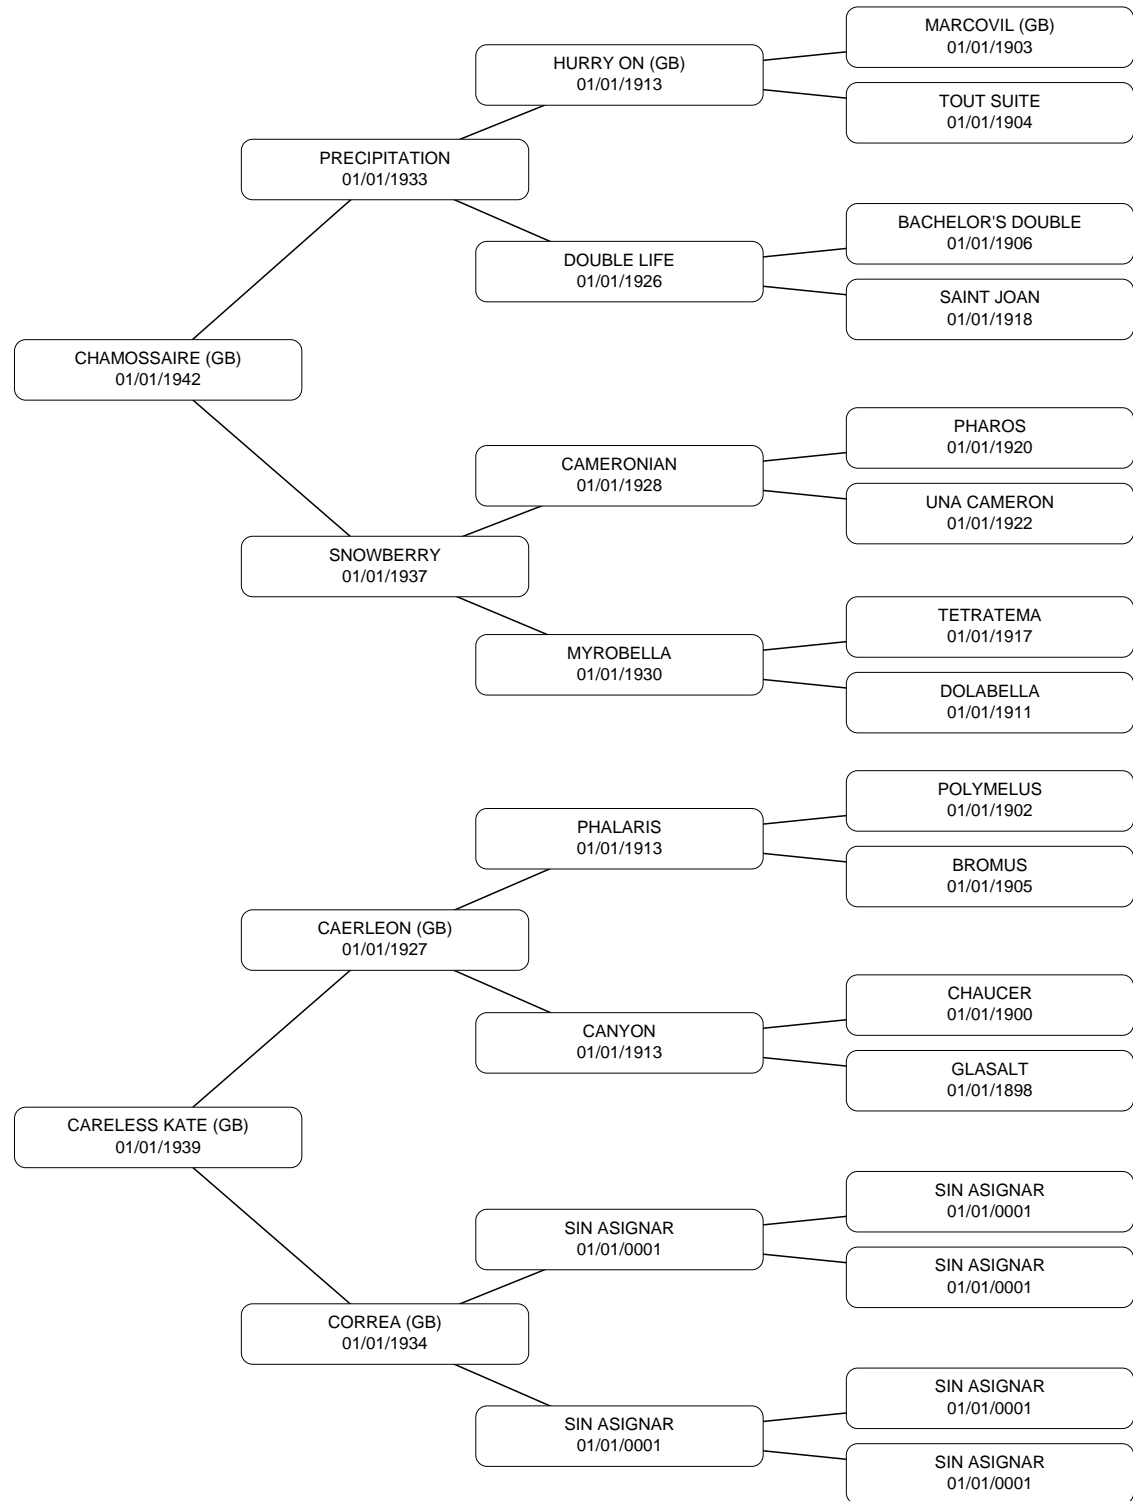 MARCOVIL (GB)
01/01/1903
HURRY ON (GB)
01/01/1913
TOUT SUITE
01/01/1904
PRECIPITATION
01/01/1933
BACHELOR'S DOUBLE
01/01/1906
DOUBLE LIFE
01/01/1926
SAINT JOAN
01/01/1918
CHAMOSSAIRE (GB)
01/01/1942
PHAROS
01/01/1920
CAMERONIAN
01/01/1928
UNA CAMERON
01/01/1922
SNOWBERRY
01/01/1937
TETRATEMA
01/01/1917
MYROBELLA
01/01/1930
DOLABELLA
01/01/1911
POLYMELUS
01/01/1902
PHALARIS
01/01/1913
BROMUS
01/01/1905
CAERLEON (GB)
01/01/1927
CHAUCER
01/01/1900
CANYON
01/01/1913
GLASALT
01/01/1898
CARELESS KATE (GB)
01/01/1939
SIN ASIGNAR
01/01/0001
SIN ASIGNAR
01/01/0001
SIN ASIGNAR
01/01/0001
CORREA (GB)
01/01/1934
SIN ASIGNAR
01/01/0001
SIN ASIGNAR
01/01/0001
SIN ASIGNAR
01/01/0001